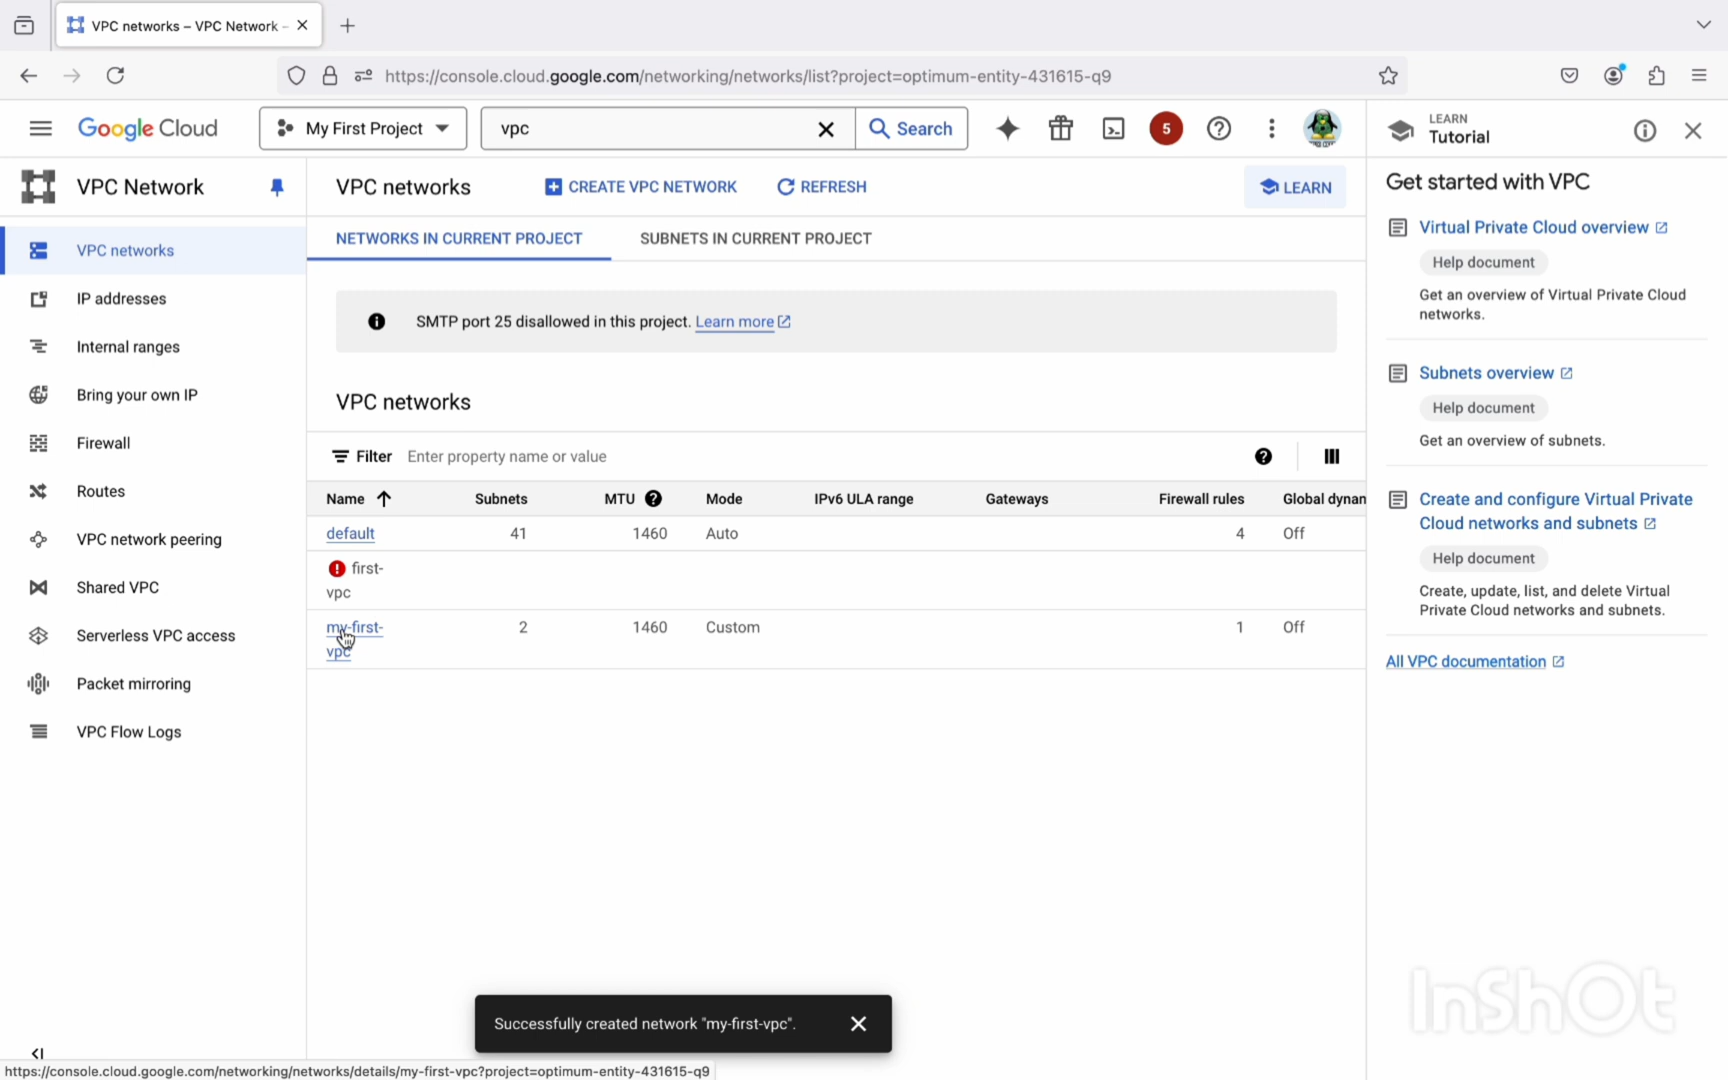 VPC networks – VPC Network –
https://console.cloud.google.com/networking/networks/list?project=optimum-entity-431615-q9
Google Cloud
My First Project
vpc
Search
5
LEARN
Tutorial
VPC Network
VPC networks
CREATE VPC NETWORK
REFRESH
LEARN
Get started with VPC
VPC networks
IP addresses
Internal ranges
Bring your own IP
Firewall
Routes
VPC network peering
Shared VPC
Serverless VPC access
Packet mirroring
VPC Flow Logs
NETWORKS IN CURRENT PROJECT
SUBNETS IN CURRENT PROJECT
SMTP port 25 disallowed in this project. Learn more
VPC networks
Filter Enter property name or value
Name Subnets MTU Mode IPv6 ULA range Gateways Firewall rules Global dynan
default 41 1460 Auto 4 Off
first-
vpc
my-first- 2 1460 Custom 1 Off
vpc
Virtual Private Cloud overview
Help document
Get an overview of Virtual Private Cloud
networks.
Subnets overview
Help document
Get an overview of subnets.
Create and configure Virtual Private
Cloud networks and subnets
Help document
Create, update, list, and delete Virtual
Private Cloud networks and subnets.
All VPC documentation
InShOt
Successfully created network "my-first-vpc".
https://console.cloud.google.com/networking/networks/details/my-first-vpc?project=optimum-entity-431615-q9